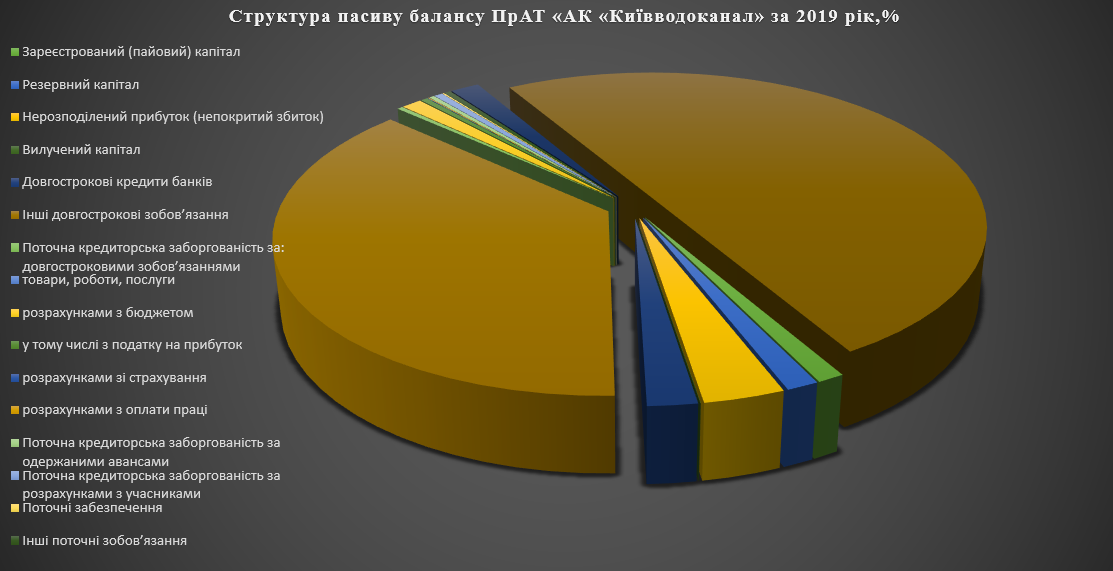 Структура пасиву балансу ПрАТ «АК «Київводоканал» за 2019 рік,%
Зареєстрований (пайовий) капітал
Резервний капітал
Нерозподілений прибуток (непокритий збиток)
Вилучений капітал
Довгострокові кредити банків
Інші довгострокові зобов’язання
Поточна кредиторська заборгованість за:
довгостроковими зобов’язаннями
товари, роботи, послуги
розрахунками з бюджетом
у тому числі з податку на прибуток
розрахунками зі страхування
розрахунками з оплати праці
Поточна кредиторська заборгованість за
одержаними авансами
Поточна кредиторська заборгованість за
розрахунками з учасниками
Поточні забезпечення
Інші поточні зобов’язання